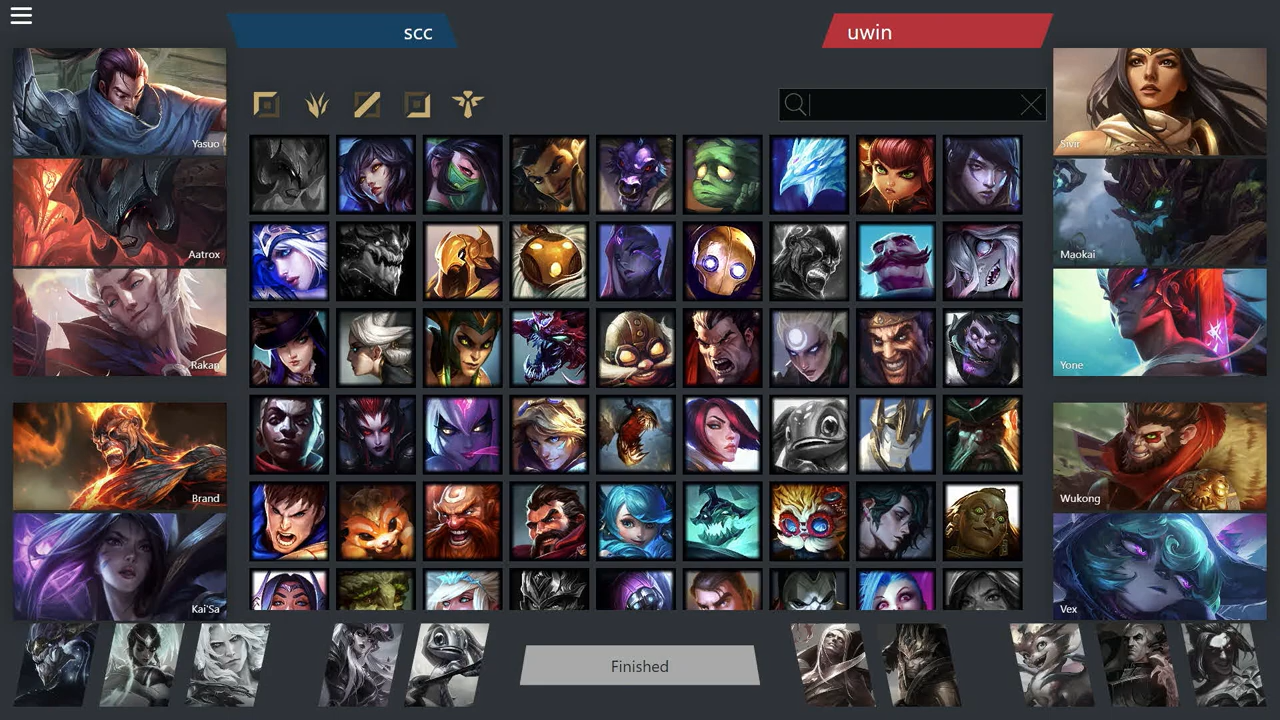 scc
uwin
Yasuo
Aatrox
Rakan
Brand
Kai'Sa
Sivir
Maokai
Yone
Wukong
Vex
Finished